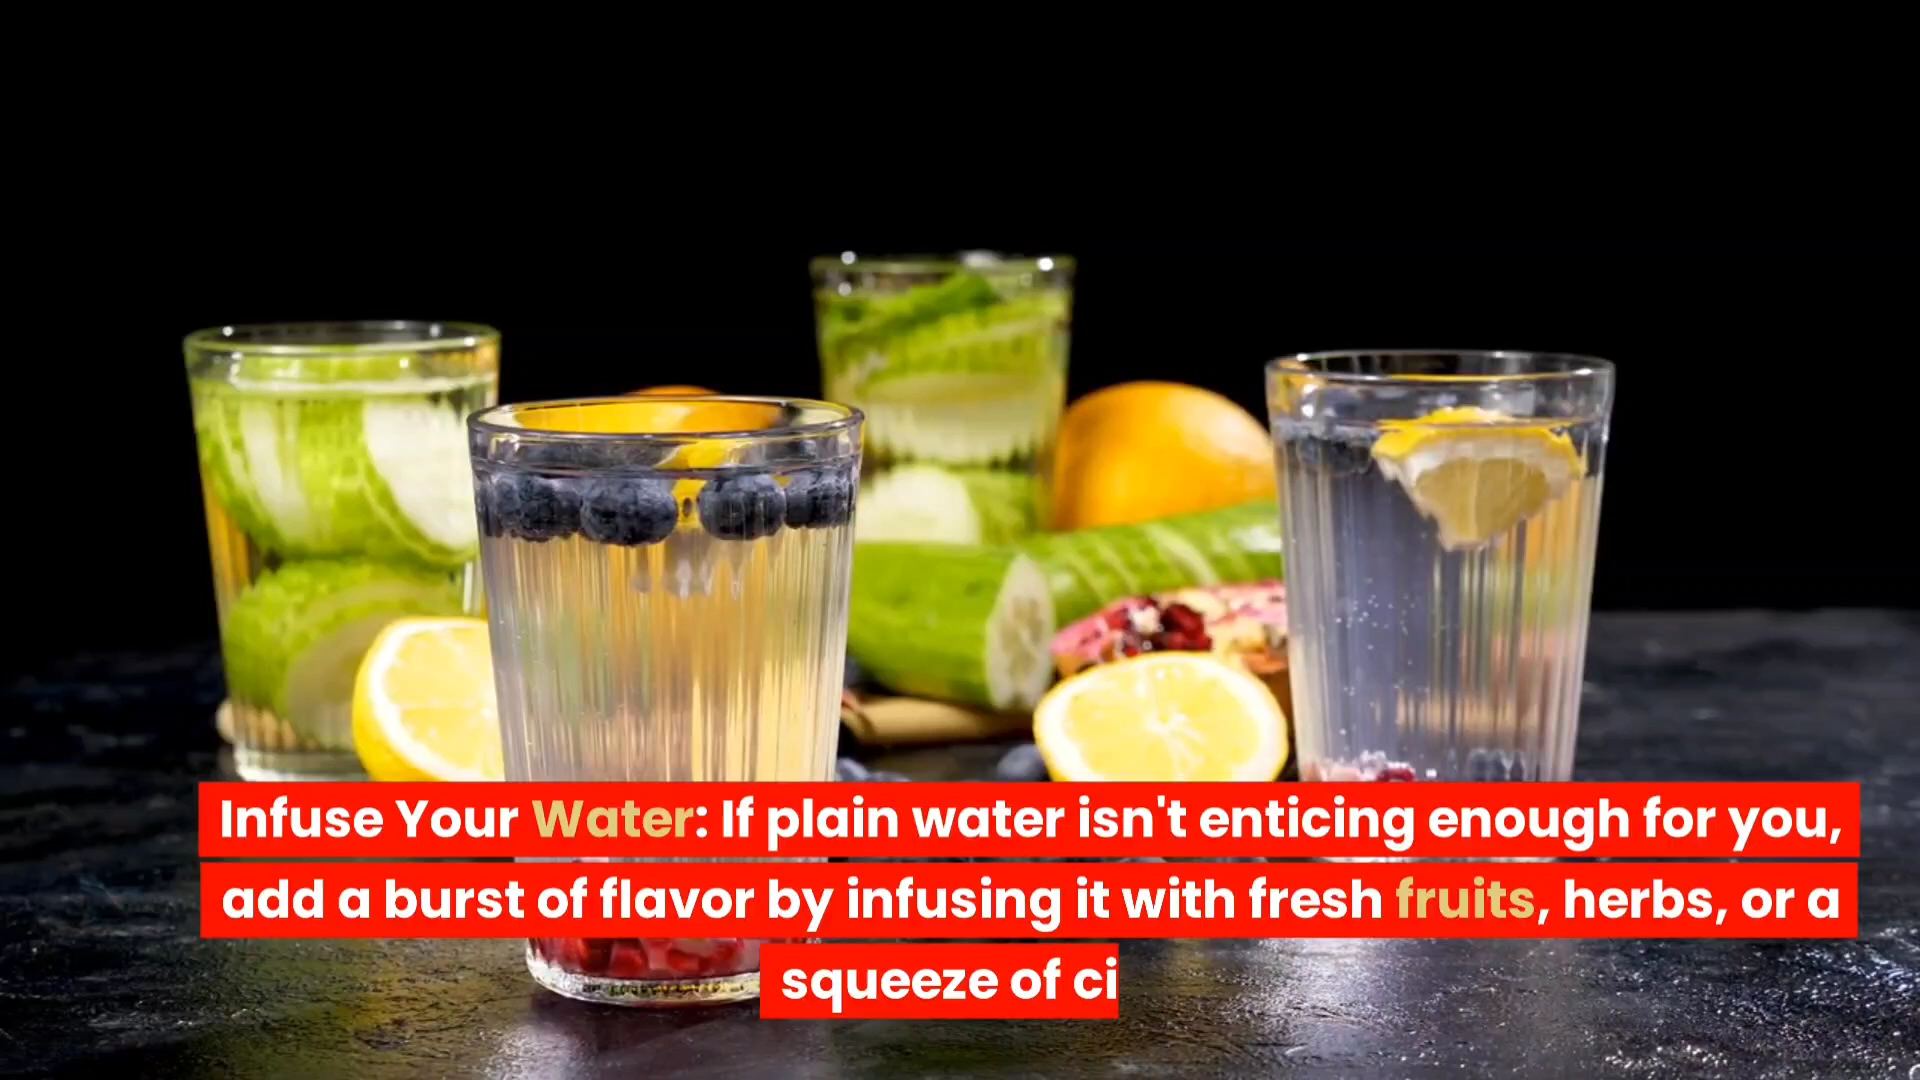 Infuse Your Water: If plain water isn't enticing enough for you,
add a burst of flavor by infusing it with fresh fruits, herbs, or a
squeeze of ci